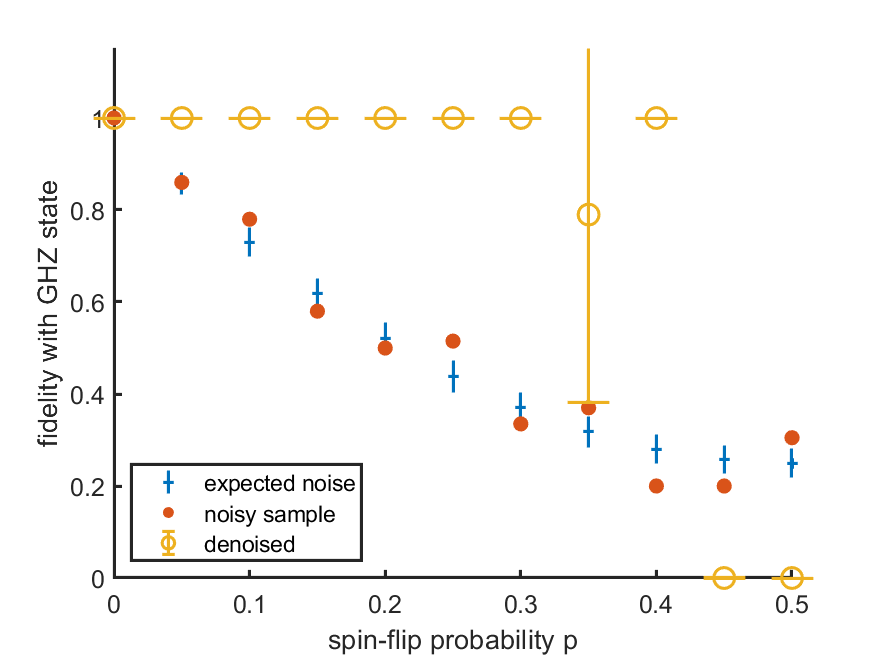 1
0.8
0.6
0.4
0.2
0
fidelity with GHZ state
expected noise
noisy sample
denoised
0 0.1 0.2 0.3 0.4 0.5
spin-flip probability p